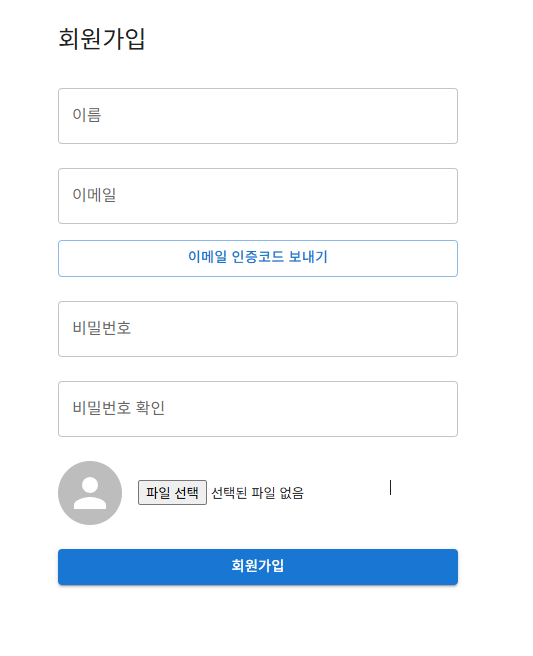 회원가입
이름
이메일
이메일 인증코드 보내기
비밀번호
비밀번호 확인
파일 선택 선택된 파일 없음
회원가입